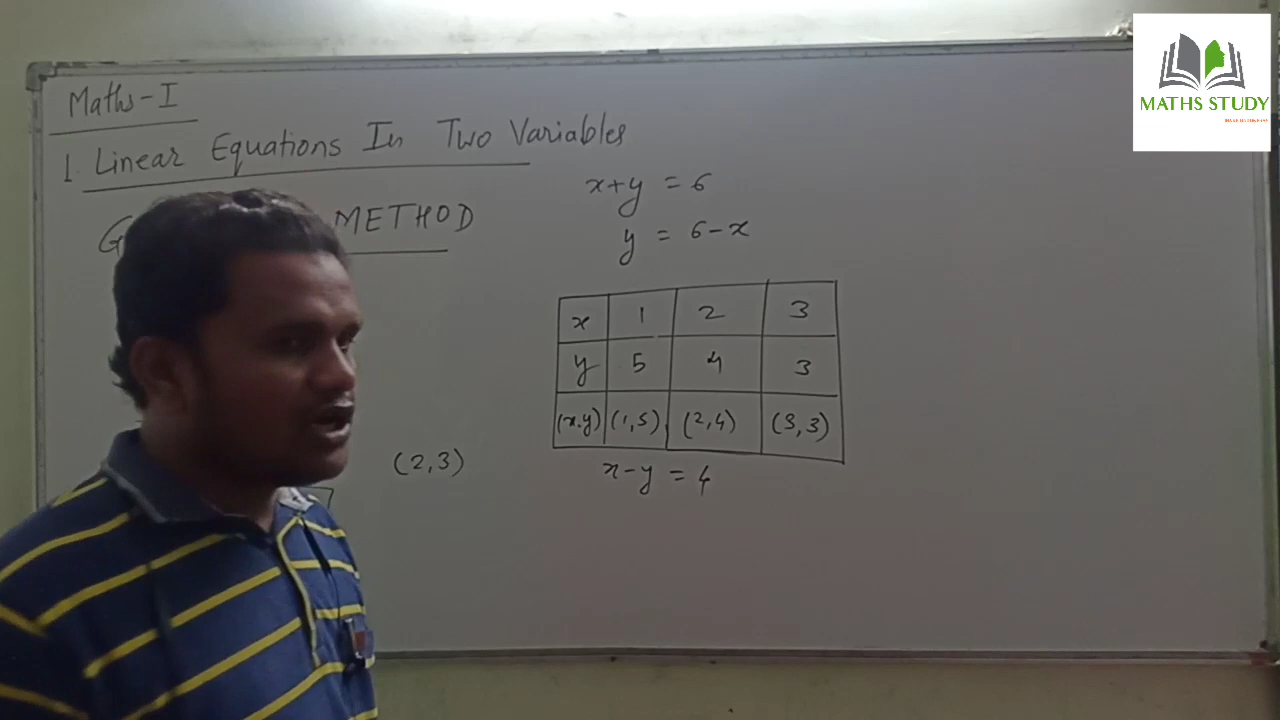 Maths-I
1. Linear Equations In Two Variables
METHOD
x+y = 6
y = 6-x
x 1 2 3
y 5 4 3
(x,y) (1,5) (2,4) (3,3)
x-y = 4
(2,3)
MATHS STUDY